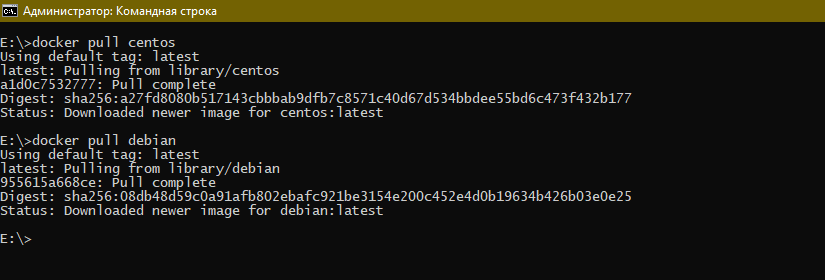 Администратор: Командная строка
E:\>docker pull centos
Using default tag: latest
latest: Pulling from library/centos
a1d0c7532777: Pull complete
Digest: sha256:a27fd8080b517143cbbbab9dfb7c8571c40d67d534bbdee55bd6c473f432b177
Status: Downloaded newer image for centos:latest
E:\>docker pull debian
Using default tag: latest
latest: Pulling from library/debian
955615a668ce: Pull complete
Digest: sha256:08db48d59c0a91afb802ebafc921be3154e200c452e4d0b19634b426b03e0e25
Status: Downloaded newer image for debian:latest
E:\>